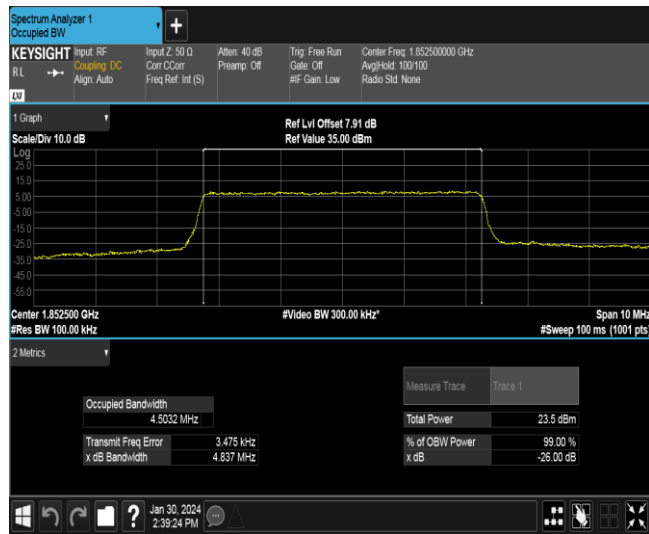 Spectrum Analyzer 1
Occupied BW
KEYSIGHT Input: RF Input Z: 50 Ω Atten: 40 dB Trig: Free Run Center Freq: 1.852500000 GHz
RL Coupling: DC Corr CCorr Preamp: Off Gate: Off Avg|Hold: 100/100
Align: Auto Freq Ref: Int (S) #IF Gain: Low Radio Std: None
LXI
1 Graph
Ref Lvl Offset 7.91 dB
Scale/Div 10.0 dB Ref Value 35.00 dBm
Log
25.0
15.0
5.00
-5.00
-15.0
-25.0
-35.0
-45.0
-55.0
Center 1.852500 GHz #Video BW 300.00 kHz* Span 10 MHz
#Res BW 100.00 kHz #Sweep 100 ms (1001 pts)
2 Metrics
Measure Trace Trace 1
Occupied Bandwidth
4.5032 MHz
Total Power 23.5 dBm
Transmit Freq Error 3.475 kHz % of OBW Power 99.00 %
x dB Bandwidth 4.837 MHz x dB -26.00 dB
? Jan 30, 2024
2:39:24 PM